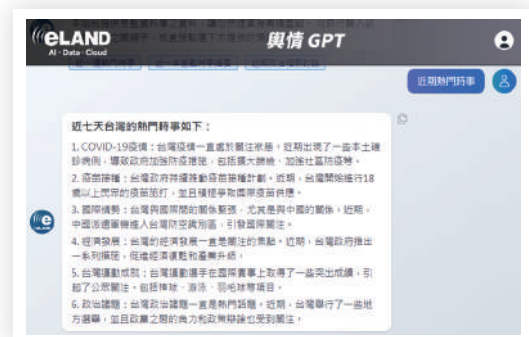 eLAND
AI · Data · Cloud
輿情 GPT
近期熱門時事
近七天台灣的熱門時事如下：
1. COVID-19疫情：台灣疫情一直處於關注狀態。近期出現了一些本土確
診病例，導致政府加強防疫措施，包括擴大篩檢、加強社區防疫等。
2. 疫苗接種：台灣政府持續推動疫苗接種計劃。近期，台灣開始進行18
歲以上民眾的疫苗施打，並且積極爭取國際疫苗供應。
3. 國際情勢：台灣與國際間的關係緊張，尤其是與中國的關係。近期，
中國派遣軍機進入台灣防空識別區，引發國際關注。
4. 經濟發展：台灣的經濟發展一直是關注的焦點。近期，台灣政府推出
一系列措施，促進經濟復甦和產業升級。
5. 台灣運動成就：台灣運動選手在國際賽事上取得了一些突出成績，引
起了公眾關注。包括棒球、游泳、羽毛球等項目。
6. 政治議題：台灣政治議題一直是熱門話題。近期，台灣舉行了一些地
方選舉，並且政黨之間的角力和政策辯論也受到關注。